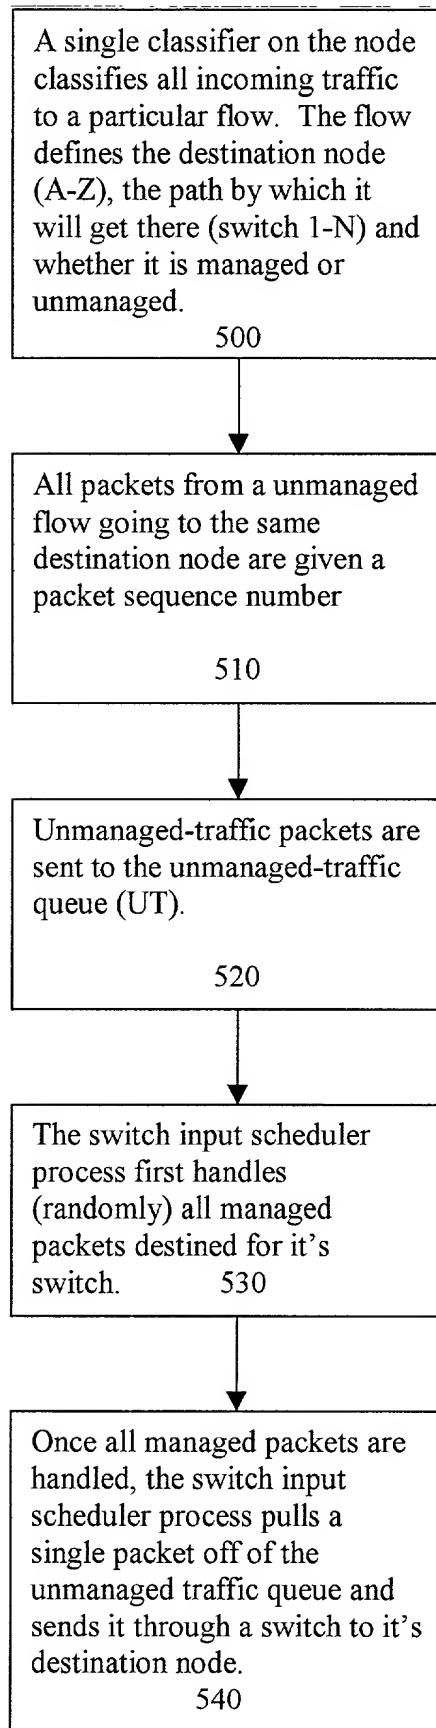 A single classifier on the node
classifies all incoming traffic
to a particular flow. The flow
defines the destination node
(A-Z), the path by which it
will get there (switch 1-N) and
whether it is managed or
unmanaged.
500
All packets from a unmanaged
flow going to the same
destination node are given a
packet sequence number
510
Unmanaged-traffic packets are
sent to the unmanaged-traffic
queue (UT).
520
The switch input scheduler
process first handles
(randomly) all managed
packets destined for it's
switch. 530
Once all managed packets are
handled, the switch input
scheduler process pulls a
single packet off of the
unmanaged traffic queue and
sends it through a switch to it's
destination node.
540